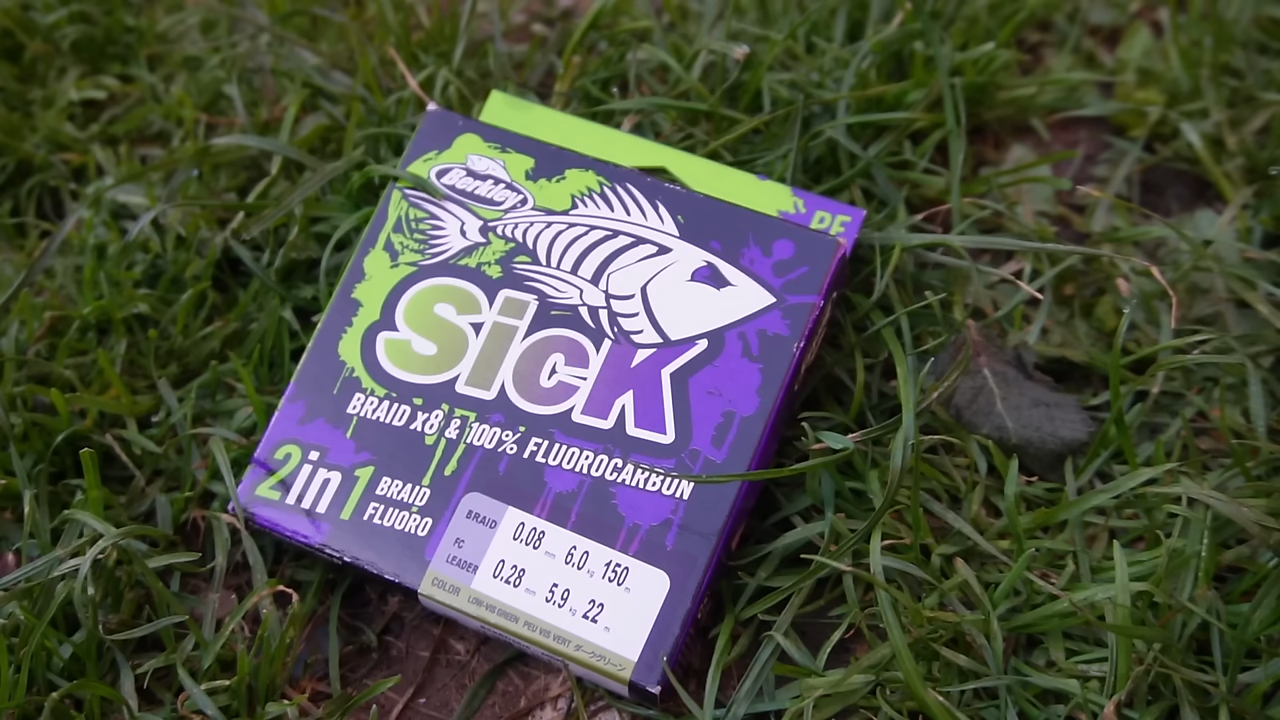 PE
Berkley
Sick
BRAID x8 & 100% FLUOROCARBON
2in1 BRAID
FLUORO
BRAID 0.08 mm 6.0 kg 150 m
FC
LEADER 0.28 mm 5.9 kg 22 m
COLOR LOW-VIS GREEN PEU VIS VERT ダークグリーン